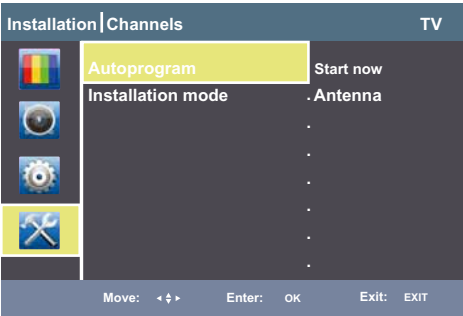 Installation|Channels TV
Autoprogram Start now
Installation mode . Antenna
.
.
.
.
.
.
Move: Enter: OK Exit: EXIT